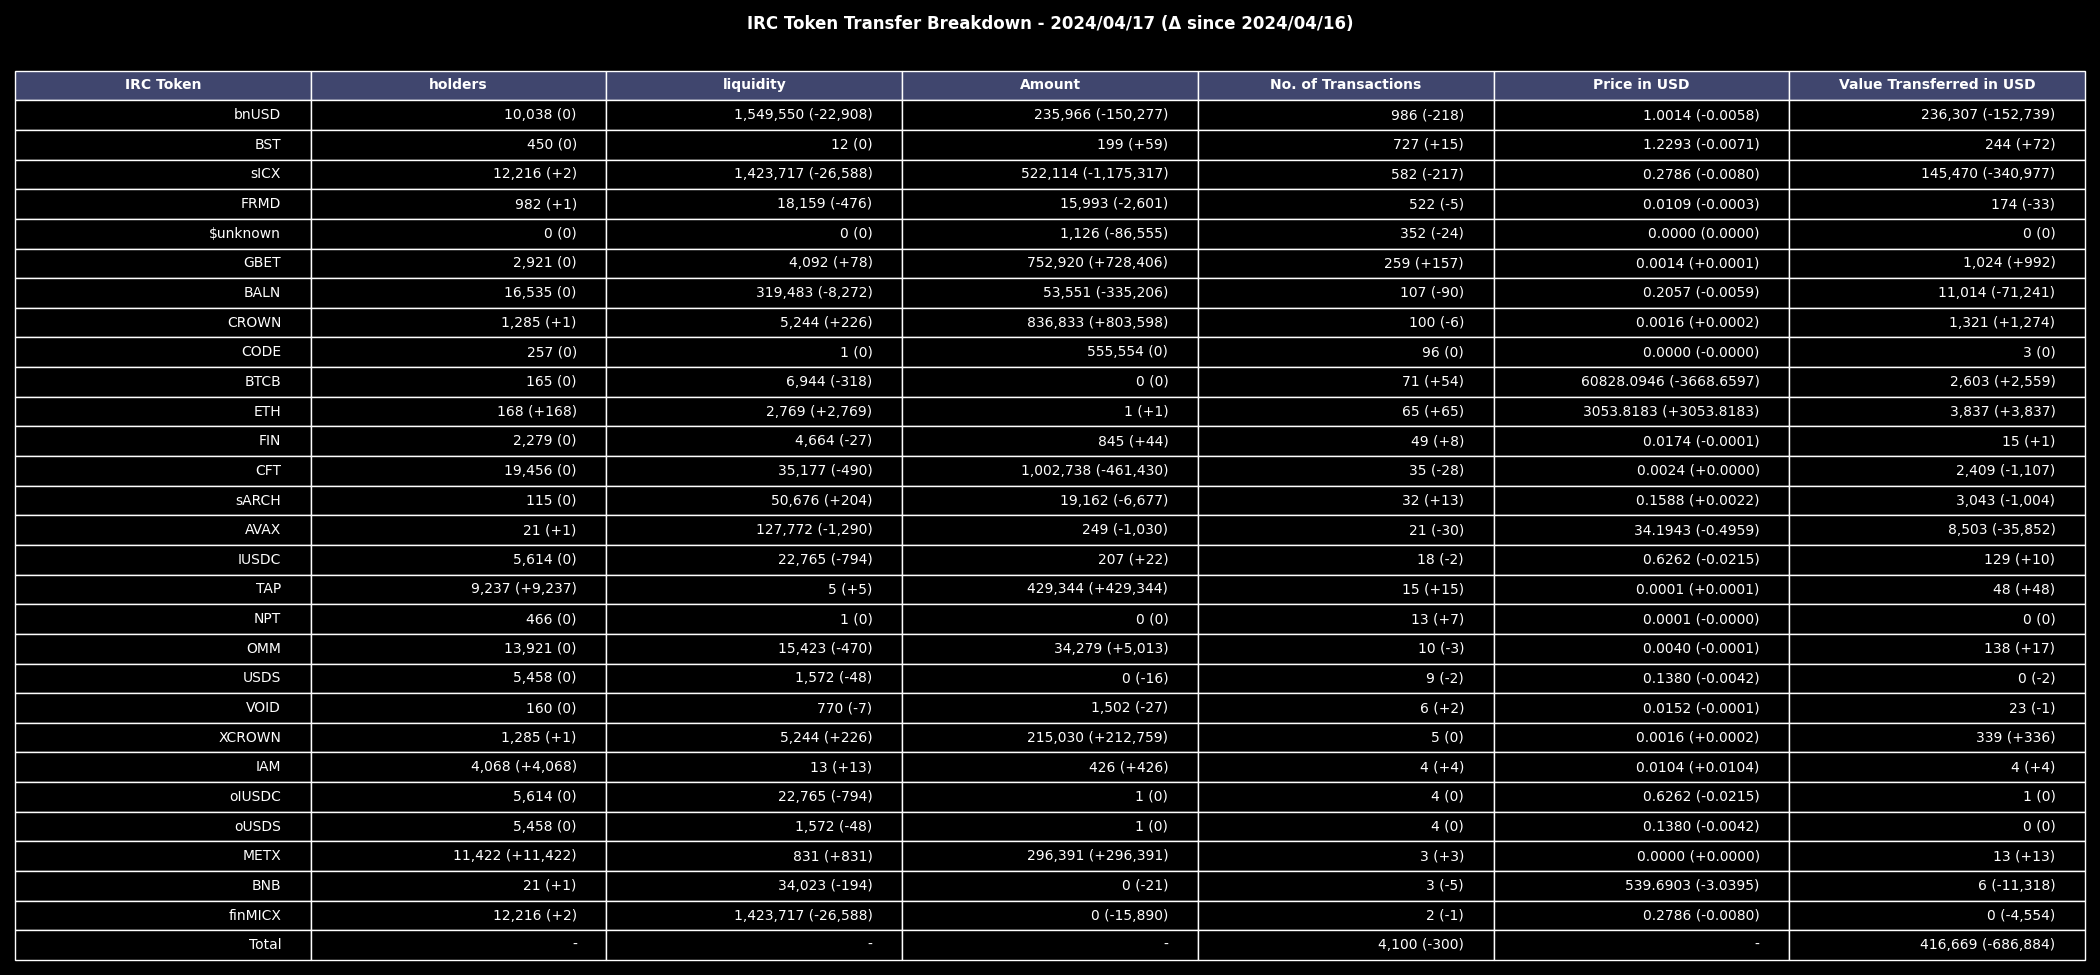 IRC Token Transfer Breakdown - 2024/04/17 (Δ since 2024/04/16)
IRC Token holders liquidity Amount No. of Transactions Price in USD Value Transferred in USD
bnUSD 10,038 (0) 1,549,550 (-22,908) 235,966 (-150,277) 986 (-218) 1.0014 (-0.0058) 236,307 (-152,739)
BST 450 (0) 12 (0) 199 (+59) 727 (+15) 1.2293 (-0.0071) 244 (+72)
sICX 12,216 (+2) 1,423,717 (-26,588) 522,114 (-1,175,317) 582 (-217) 0.2786 (-0.0080) 145,470 (-340,977)
FRMD 982 (+1) 18,159 (-476) 15,993 (-2,601) 522 (-5) 0.0109 (-0.0003) 174 (-33)
$unknown 0 (0) 0 (0) 1,126 (-86,555) 352 (-24) 0.0000 (0.0000) 0 (0)
GBET 2,921 (0) 4,092 (+78) 752,920 (+728,406) 259 (+157) 0.0014 (+0.0001) 1,024 (+992)
BALN 16,535 (0) 319,483 (-8,272) 53,551 (-335,206) 107 (-90) 0.2057 (-0.0059) 11,014 (-71,241)
CROWN 1,285 (+1) 5,244 (+226) 836,833 (+803,598) 100 (-6) 0.0016 (+0.0002) 1,321 (+1,274)
CODE 257 (0) 1 (0) 555,554 (0) 96 (0) 0.0000 (-0.0000) 3 (0)
BTCB 165 (0) 6,944 (-318) 0 (0) 71 (+54) 60828.0946 (-3668.6597) 2,603 (+2,559)
ETH 168 (+168) 2,769 (+2,769) 1 (+1) 65 (+65) 3053.8183 (+3053.8183) 3,837 (+3,837)
FIN 2,279 (0) 4,664 (-27) 845 (+44) 49 (+8) 0.0174 (-0.0001) 15 (+1)
CFT 19,456 (0) 35,177 (-490) 1,002,738 (-461,430) 35 (-28) 0.0024 (+0.0000) 2,409 (-1,107)
sARCH 115 (0) 50,676 (+204) 19,162 (-6,677) 32 (+13) 0.1588 (+0.0022) 3,043 (-1,004)
AVAX 21 (+1) 127,772 (-1,290) 249 (-1,030) 21 (-30) 34.1943 (-0.4959) 8,503 (-35,852)
IUSDC 5,614 (0) 22,765 (-794) 207 (+22) 18 (-2) 0.6262 (-0.0215) 129 (+10)
TAP 9,237 (+9,237) 5 (+5) 429,344 (+429,344) 15 (+15) 0.0001 (+0.0001) 48 (+48)
NPT 466 (0) 1 (0) 0 (0) 13 (+7) 0.0001 (-0.0000) 0 (0)
OMM 13,921 (0) 15,423 (-470) 34,279 (+5,013) 10 (-3) 0.0040 (-0.0001) 138 (+17)
USDS 5,458 (0) 1,572 (-48) 0 (-16) 9 (-2) 0.1380 (-0.0042) 0 (-2)
VOID 160 (0) 770 (-7) 1,502 (-27) 6 (+2) 0.0152 (-0.0001) 23 (-1)
XCROWN 1,285 (+1) 5,244 (+226) 215,030 (+212,759) 5 (0) 0.0016 (+0.0002) 339 (+336)
IAM 4,068 (+4,068) 13 (+13) 426 (+426) 4 (+4) 0.0104 (+0.0104) 4 (+4)
oIUSDC 5,614 (0) 22,765 (-794) 1 (0) 4 (0) 0.6262 (-0.0215) 1 (0)
oUSDS 5,458 (0) 1,572 (-48) 1 (0) 4 (0) 0.1380 (-0.0042) 0 (0)
METX 11,422 (+11,422) 831 (+831) 296,391 (+296,391) 3 (+3) 0.0000 (+0.0000) 13 (+13)
BNB 21 (+1) 34,023 (-194) 0 (-21) 3 (-5) 539.6903 (-3.0395) 6 (-11,318)
finMICX 12,216 (+2) 1,423,717 (-26,588) 0 (-15,890) 2 (-1) 0.2786 (-0.0080) 0 (-4,554)
Total - - - 4,100 (-300) - 416,669 (-686,884)